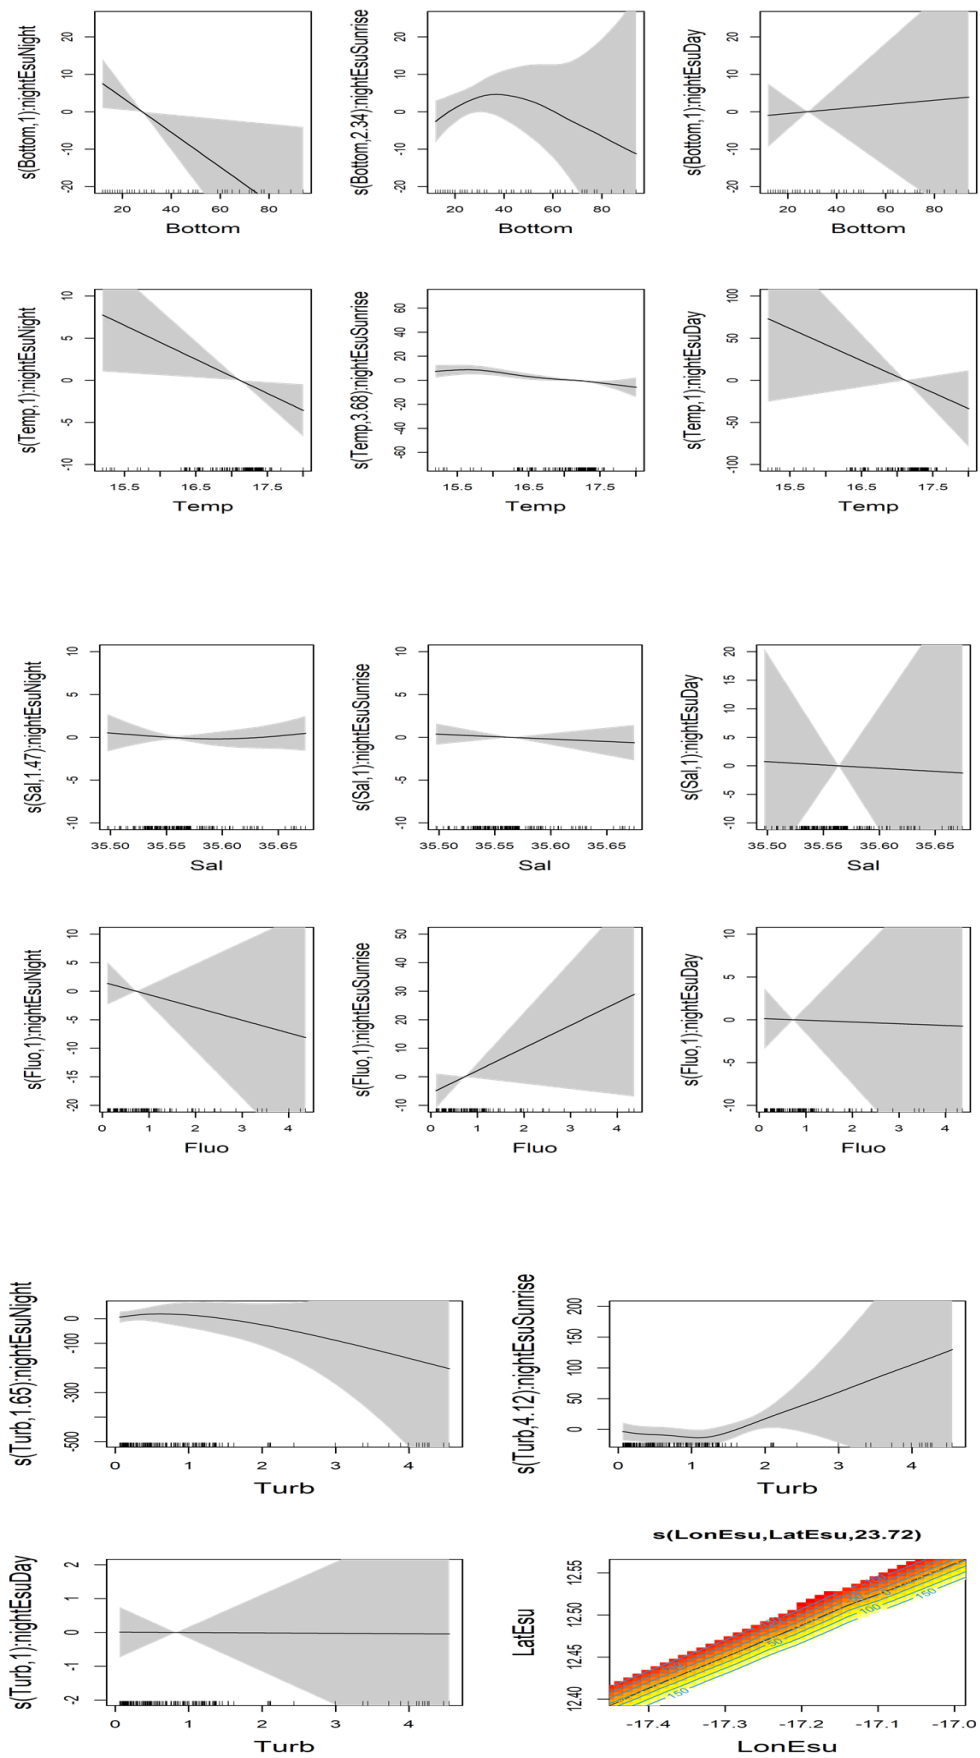 s(Bottom,1):nightEsuNight
20
10
0
-10
-20
20 40 60 80
Bottom
s(Bottom,2.34):nightEsuSunrise
20
10
0
-10
-20
20 40 60 80
Bottom
s(Bottom,1):nightEsuDay
20
10
0
-10
-20
20 40 60 80
Bottom
s(Temp,1):nightEsuNight
10
5
0
-5
-10
15.5 16.5 17.5
Temp
s(Temp,3.68):nightEsuSunrise
60
40
20
0
-20
-60
15.5 16.5 17.5
Temp
s(Temp,1):nightEsuDay
100
50
0
-50
-100
15.5 16.5 17.5
Temp
s(Sal,1.47):nightEsuNight
10
5
0
-5
-10
35.50 35.55 35.60 35.65
Sal
s(Sal,1):nightEsuSunrise
10
5
0
-5
-10
35.50 35.55 35.60 35.65
Sal
s(Sal,1):nightEsuDay
20
15
10
5
0
-5
-10
35.50 35.55 35.60 35.65
Sal
s(Fluo,1):nightEsuNight
10
5
0
-5
-10
-15
-20
0 1 2 3 4
Fluo
s(Fluo,1):nightEsuSunrise
50
40
30
20
10
0
-10
0 1 2 3 4
Fluo
s(Fluo,1):nightEsuDay
10
5
0
-5
-10
0 1 2 3 4
Fluo
s(Turb,1.65):nightEsuNight
0
-100
-300
-500
0 1 2 3 4
Turb
s(Turb,4.12):nightEsuSunrise
200
150
100
50
0
0 1 2 3 4
Turb
s(Turb,1):nightEsuDay
2
1
0
-1
-2
0 1 2 3 4
Turb
s(LonEsu,LatEsu,23.72)
LatEsu
12.55
12.50
12.45
12.40
150
100
50
150
-17.4 -17.3 -17.2 -17.1 -17.0
LonEsu